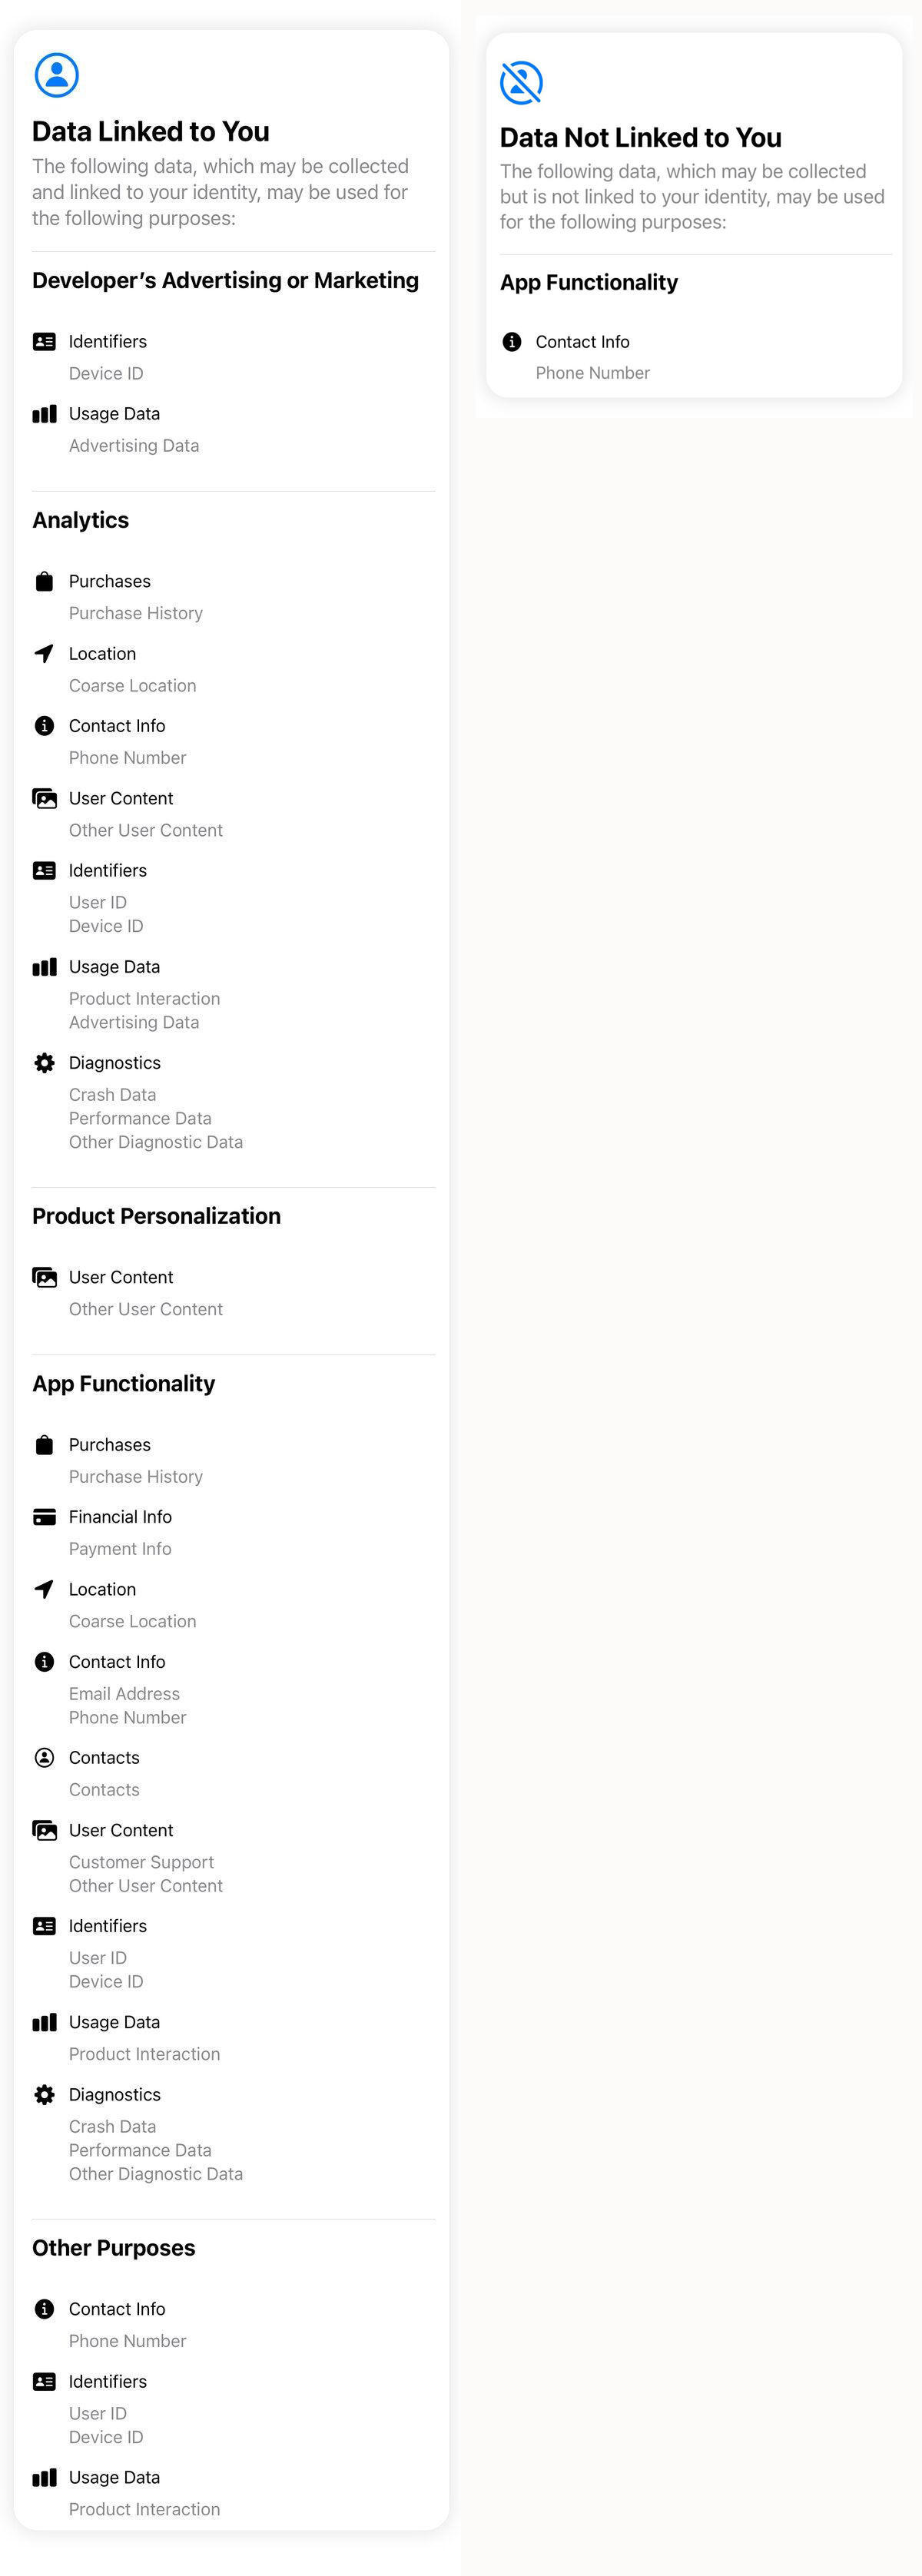 Data Linked to You
The following data, which may be collected
and linked to your identity, may be used for
the following purposes:
Developer’s Advertising or Marketing
Identifiers
Device ID
Usage Data
Advertising Data
Analytics
Purchases
Purchase History
Location
Coarse Location
Contact Info
Phone Number
User Content
Other User Content
Identifiers
User ID
Device ID
Usage Data
Product Interaction
Advertising Data
Diagnostics
Crash Data
Performance Data
Other Diagnostic Data
Product Personalization
User Content
Other User Content
App Functionality
Purchases
Purchase History
Financial Info
Payment Info
Location
Coarse Location
Contact Info
Email Address
Phone Number
Contacts
Contacts
User Content
Customer Support
Other User Content
Identifiers
User ID
Device ID
Usage Data
Product Interaction
Diagnostics
Crash Data
Performance Data
Other Diagnostic Data
Other Purposes
Contact Info
Phone Number
Identifiers
User ID
Device ID
Usage Data
Product Interaction
Data Not Linked to You
The following data, which may be collected
but is not linked to your identity, may be used
for the following purposes:
App Functionality
Contact Info
Phone Number